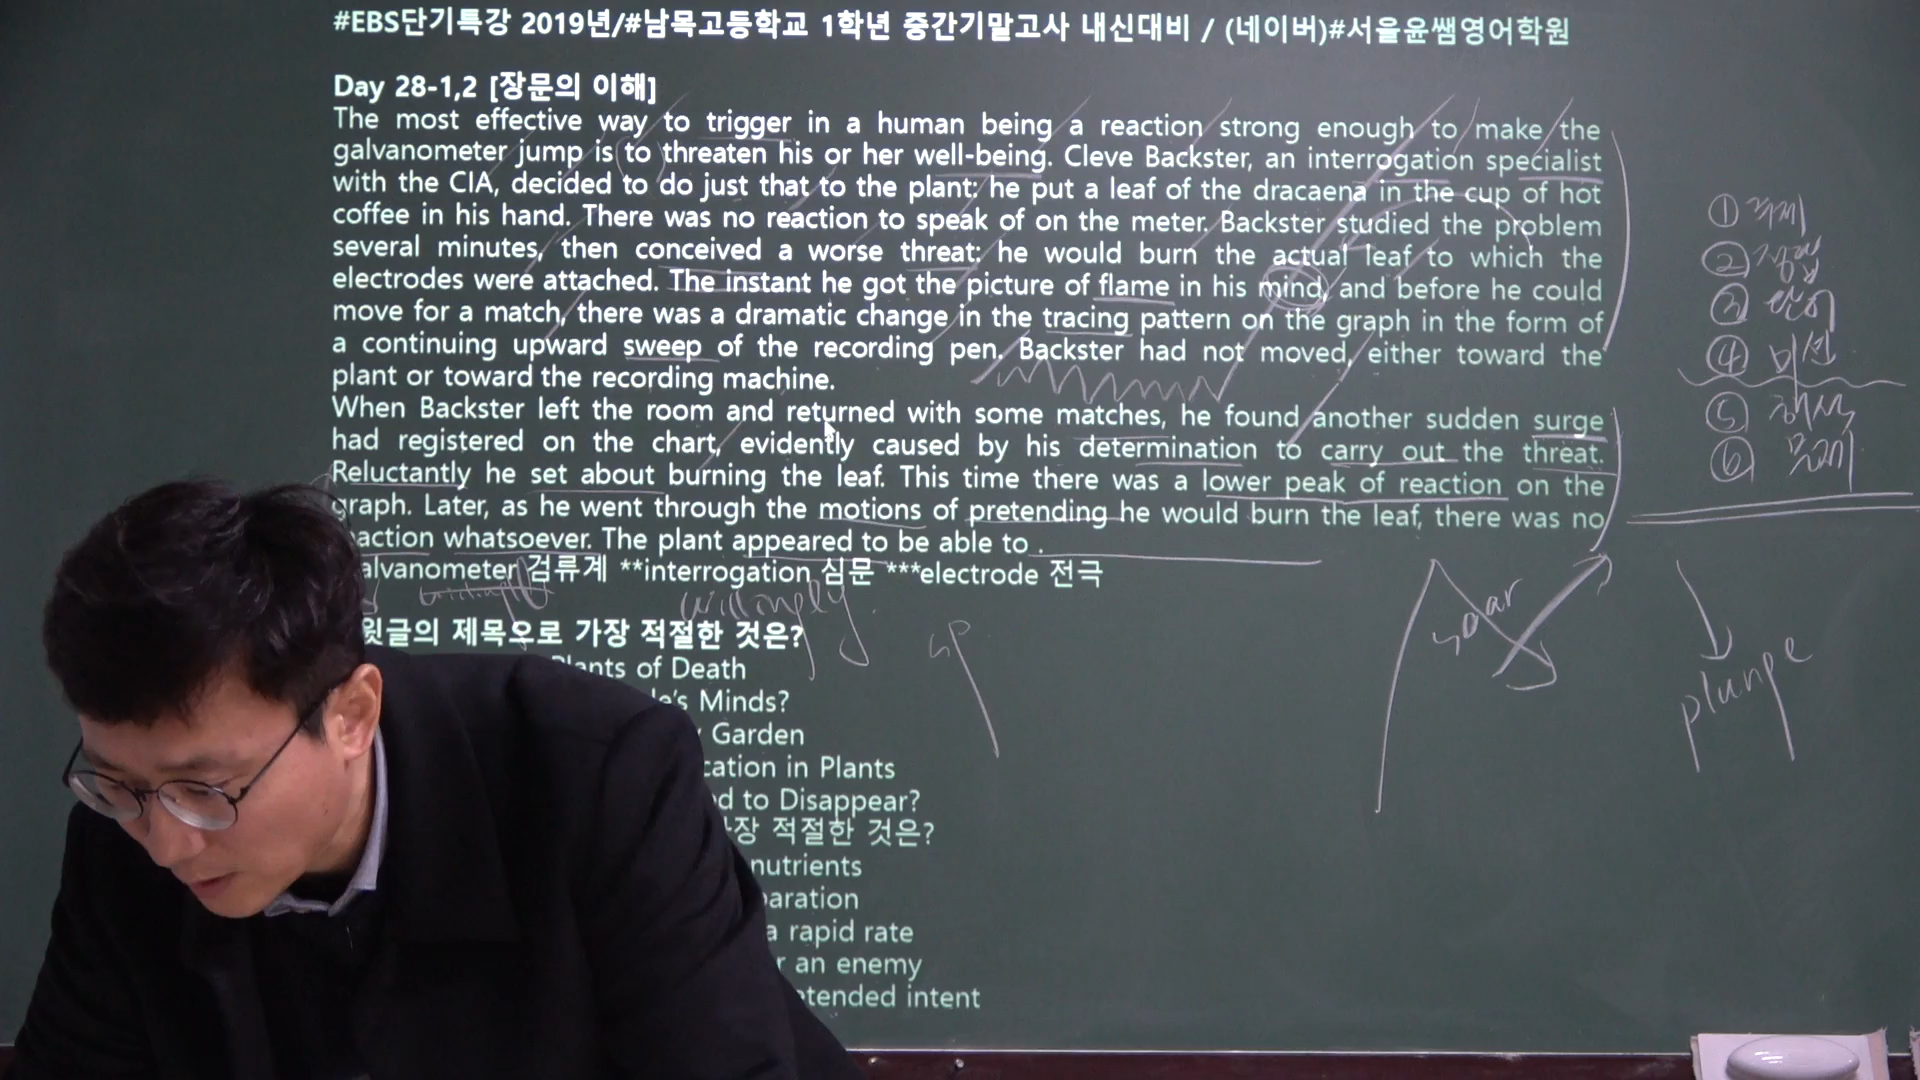 #EBS단기특강 2019년/#남목고등학교 1학년 중간기말고사 내신대비 / (네이버)#서울윤쌤영어학원
Day 28-1,2 [장문의 이해]
The most effective way to trigger in a human being a reaction strong enough to make the
galvanometer jump is to threaten his or her well-being. Cleve Backster, an interrogation specialist
with the CIA, decided to do just that to the plant: he put a leaf of the dracaena in the cup of hot
coffee in his hand. There was no reaction to speak of on the meter. Backster studied the problem
several minutes, then conceived a worse threat: he would burn the actual leaf to which the
electrodes were attached. The instant he got the picture of flame in his mind, and before he could
move for a match, there was a dramatic change in the tracing pattern on the graph in the form of
a continuing upward sweep of the recording pen. Backster had not moved, either toward the
plant or toward the recording machine.
When Backster left the room and returned with some matches, he found another sudden surge
had registered on the chart, evidently caused by his determination to carry out the threat.
Reluctantly he set about burning the leaf. This time there was a lower peak of reaction on the
graph. Later, as he went through the motions of pretending he would burn the leaf, there was no
action whatsoever. The plant appeared to be able to .
alvanometer 검류계 **interrogation 심문 ***electrode 전극
willingly
up
soar
plunge
윗글의 제목으로 가장 적절한 것은?
Plants of Death
le's Minds?
Garden
cation in Plants
d to Disappear?
장 적절한 것은?
nutrients
paration
a rapid rate
r an enemy
etended intent
①
②
③
④
⑤
⑥